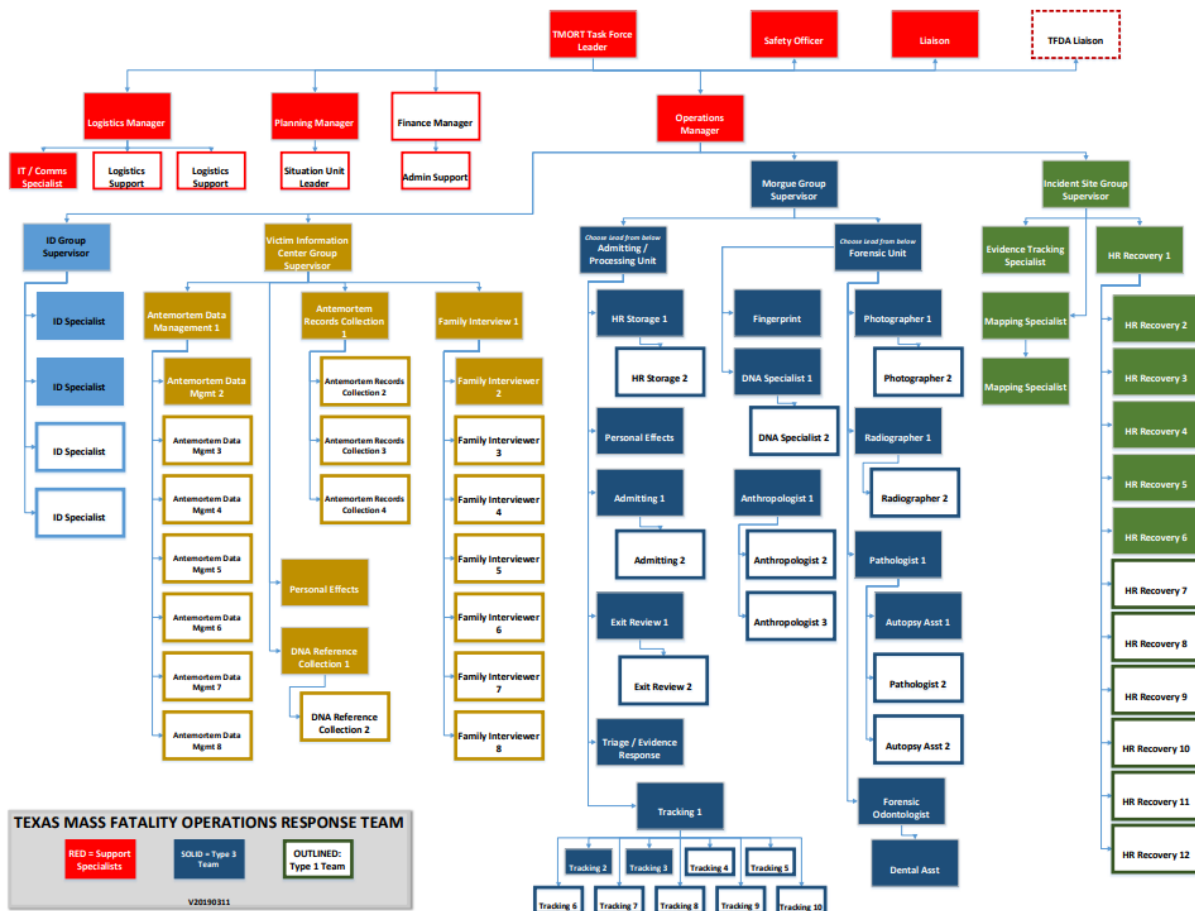 TMORT Task Force
Leader
Safety Officer
Liaison
TFDA Liaison
Logistics Manager
Planning Manager
Finance Manager
Operations
Manager
IT / Comms
Specialist
Logistics
Support
Logistics
Support
Situation Unit
Leader
Admin Support
Morgue Group
Supervisor
Incident Site Group
Supervisor
ID Group
Supervisor
Victim Information
Center Group
Supervisor
Choose Lead from below
Admitting /
Processing Unit
Choose Lead from below
Forensic Unit
Evidence Tracking
Specialist
HR Recovery 1
ID Specialist
ID Specialist
ID Specialist
ID Specialist
Antemortem Data
Management 1
Antemortem Data
Mgmt 2
Antemortem Data
Mgmt 3
Antemortem Data
Mgmt 4
Antemortem Data
Mgmt 5
Antemortem Data
Mgmt 6
Antemortem Data
Mgmt 7
Antemortem Data
Mgmt 8
Antemortem
Records Collection
1
Antemortem Records
Collection 2
Antemortem Records
Collection 3
Antemortem Records
Collection 4
Personal Effects
DNA Reference
Collection 1
DNA Reference
Collection 2
Family Interview 1
Family Interviewer
2
Family Interviewer
3
Family Interviewer
4
Family Interviewer
5
Family Interviewer
6
Family Interviewer
7
Family Interviewer
8
HR Storage 1
HR Storage 2
Personal Effects
Admitting 1
Admitting 2
Exit Review 1
Exit Review 2
Triage / Evidence
Response
Tracking 1
Tracking 2
Tracking 3
Tracking 4
Tracking 5
Tracking 6
Tracking 7
Tracking 8
Tracking 9
Tracking 10
Fingerprint
DNA Specialist 1
DNA Specialist 2
Anthropologist 1
Anthropologist 2
Anthropologist 3
Photographer 1
Photographer 2
Radiographer 1
Radiographer 2
Pathologist 1
Autopsy Asst 1
Pathologist 2
Autopsy Asst 2
Forensic
Odontologist
Dental Asst
Mapping Specialist
Mapping Specialist
HR Recovery 2
HR Recovery 3
HR Recovery 4
HR Recovery 5
HR Recovery 6
HR Recovery 7
HR Recovery 8
HR Recovery 9
HR Recovery 10
HR Recovery 11
HR Recovery 12
TEXAS MASS FATALITY OPERATIONS RESPONSE TEAM
RED = Support
Specialists
SOLID = Type 3
Team
OUTLINED:
Type 1 Team
V20190311